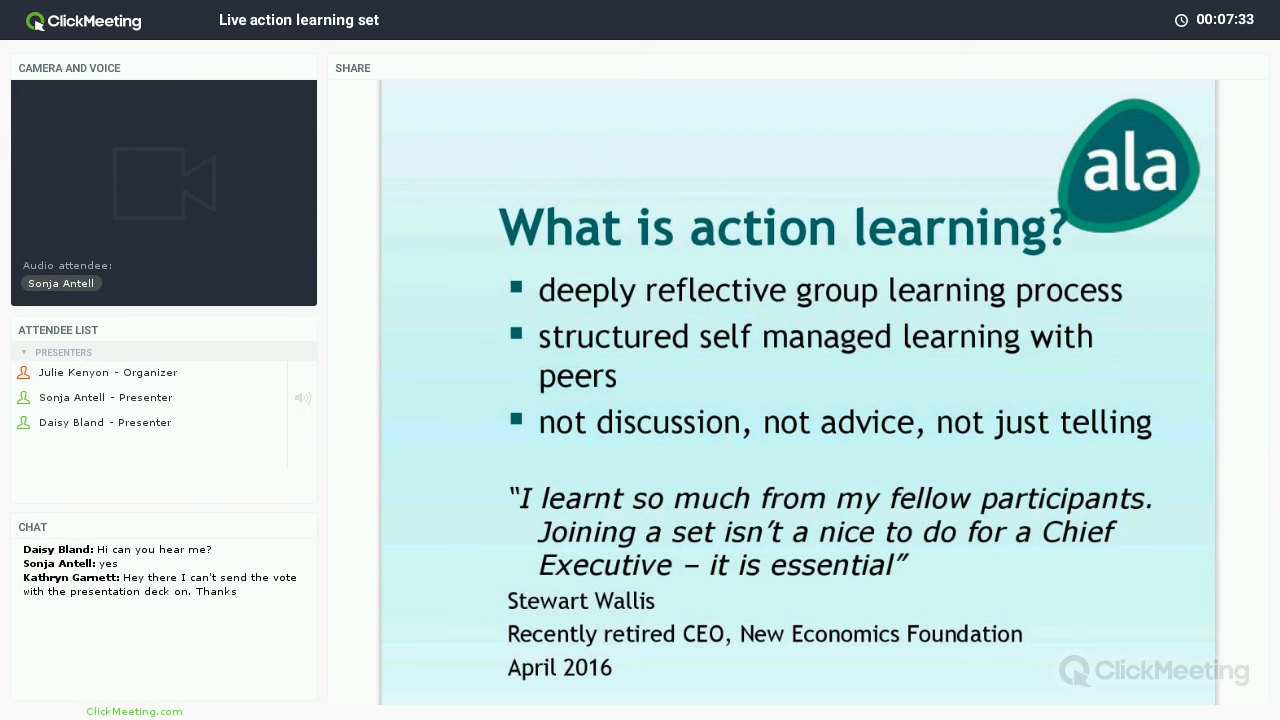 ClickMeeting
Live action learning set
00:07:33
CAMERA AND VOICE
Audio attendee:
Sonja Antell
ATTENDEE LIST
PRESENTERS
Julie Kenyon - Organizer
Sonja Antell - Presenter
Daisy Bland - Presenter
CHAT
Daisy Bland: Hi can you hear me?
Sonja Antell: yes
Kathryn Garnett: Hey there I can't send the vote
with the presentation deck on. Thanks
ClickMeeting.com
SHARE
ala
What is action learning?
▪ deeply reflective group learning process
▪ structured self managed learning with
peers
▪ not discussion, not advice, not just telling
“I learnt so much from my fellow participants.
Joining a set isn’t a nice to do for a Chief
Executive – it is essential”
Stewart Wallis
Recently retired CEO, New Economics Foundation
April 2016
ClickMeeting